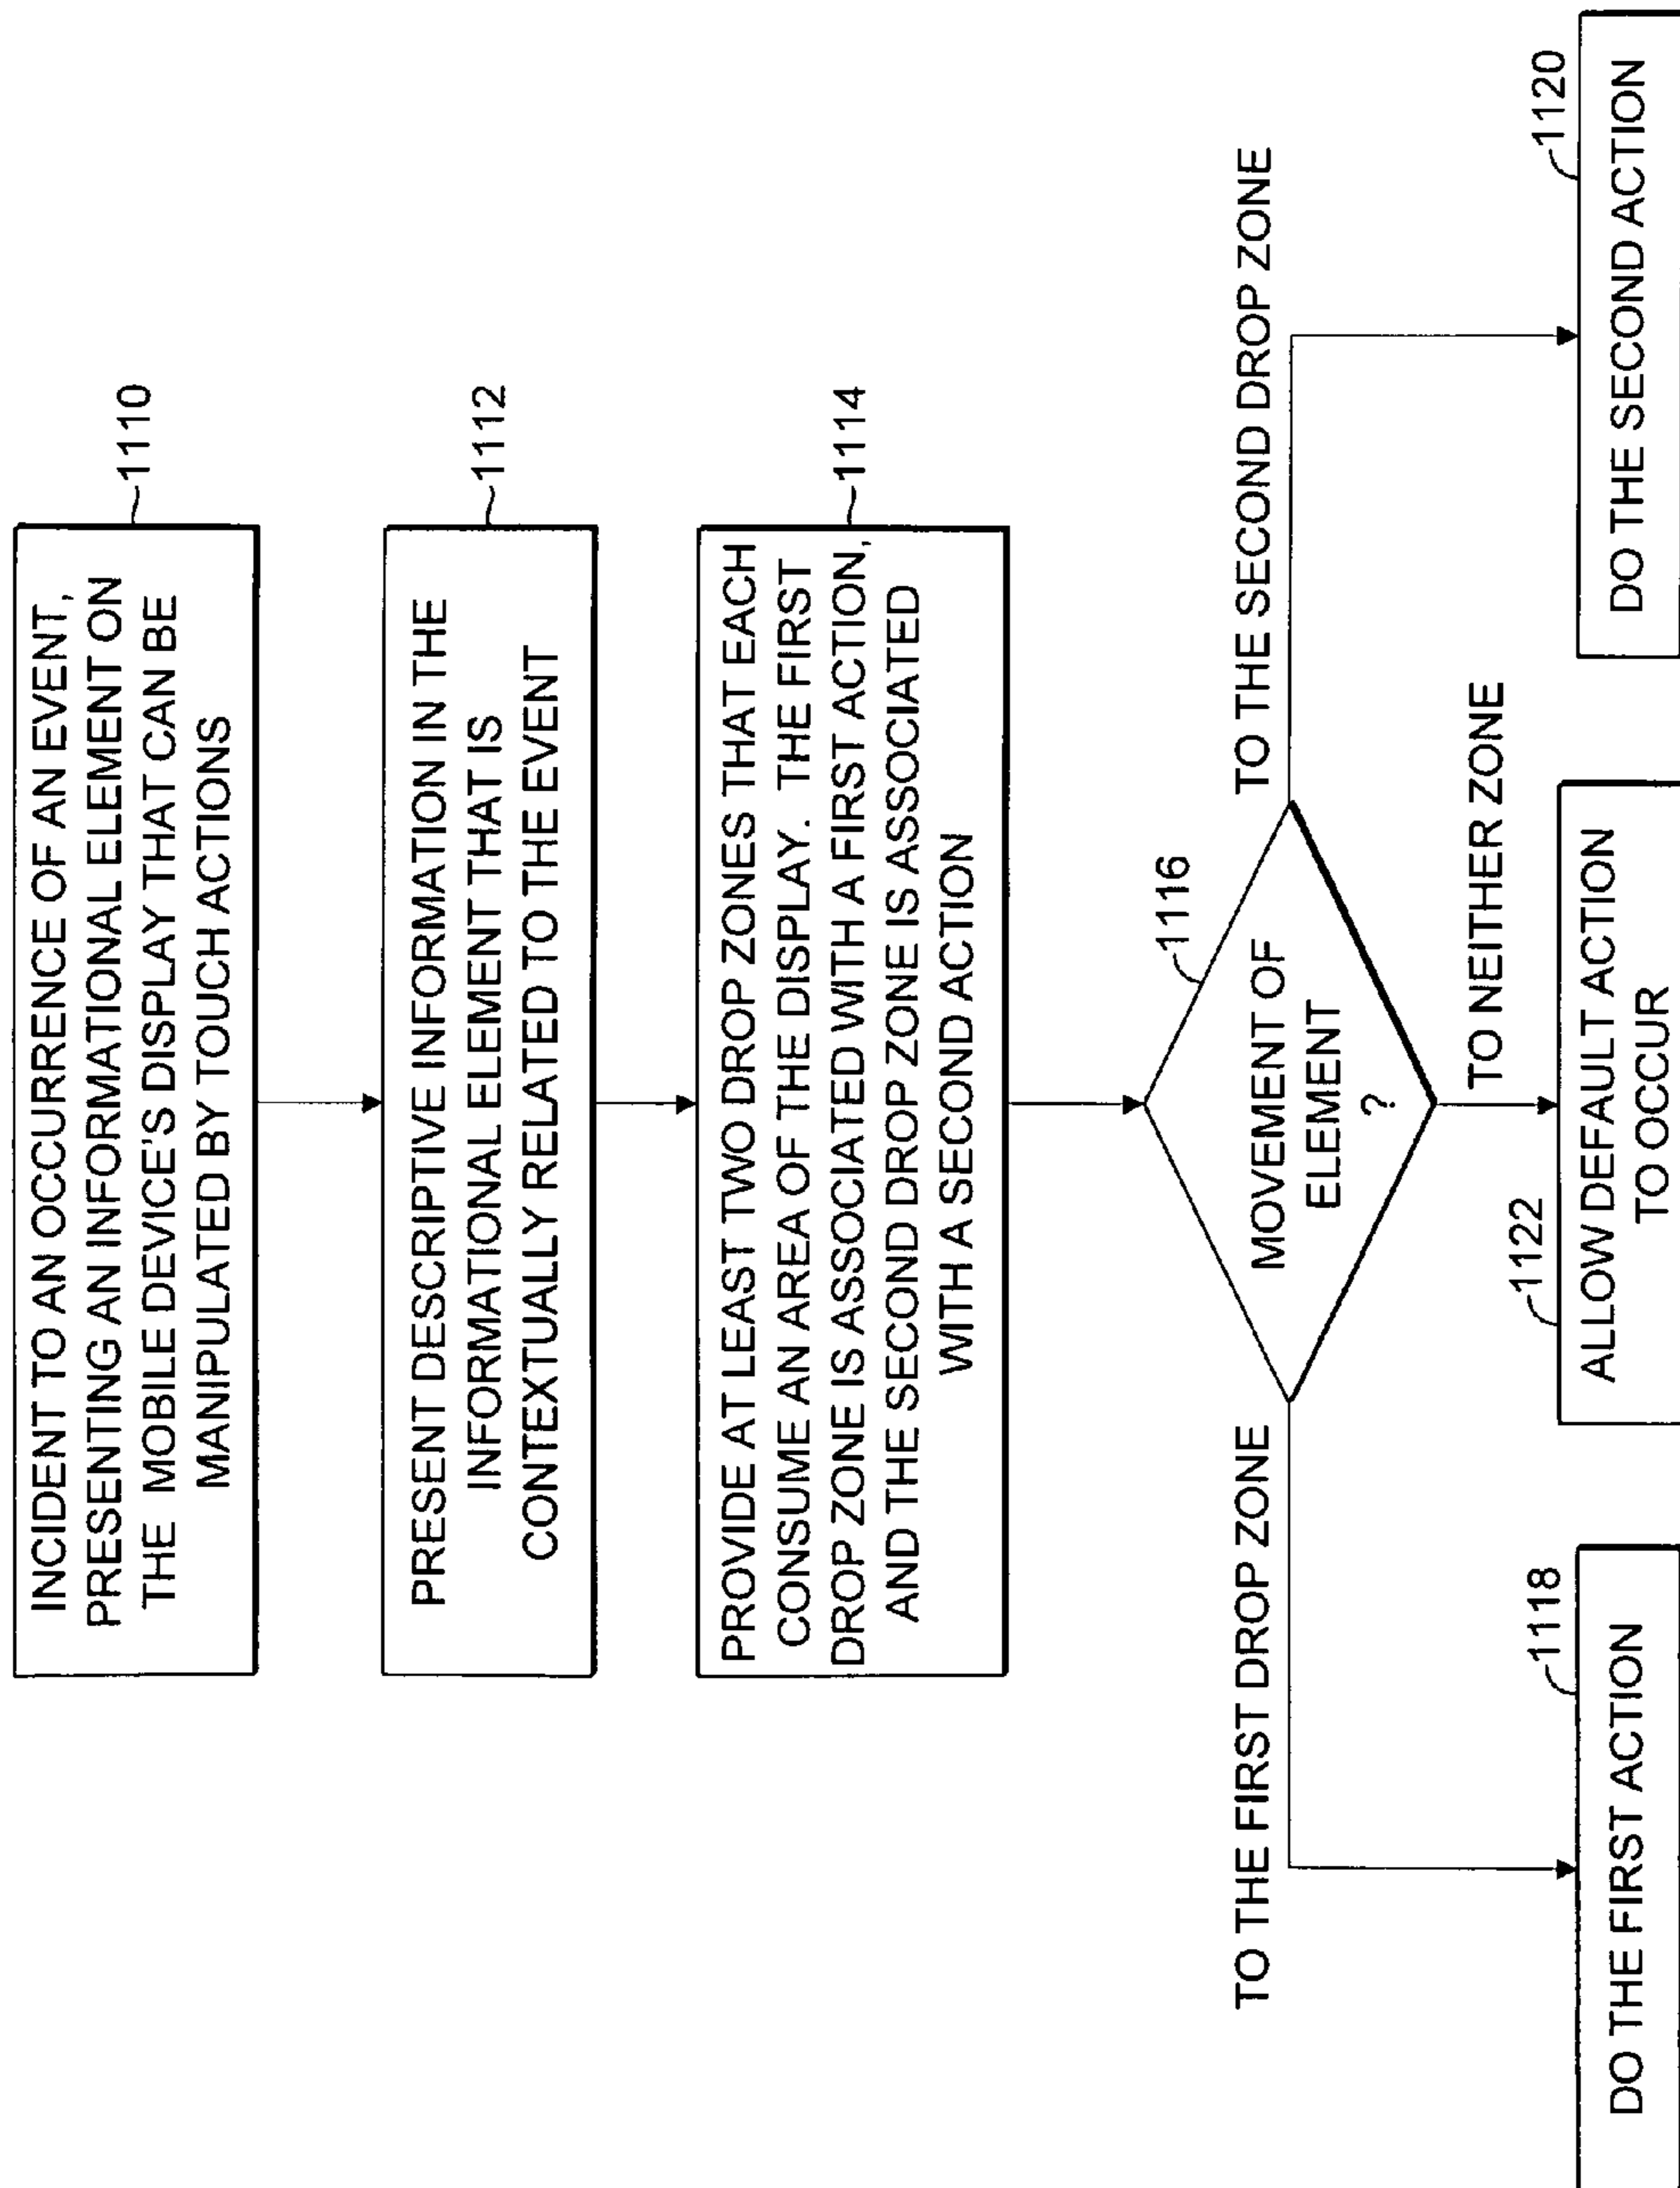 INCIDENT TO AN OCCURRENCE OF AN EVENT,
PRESENTING AN INFORMATIONAL ELEMENT ON
THE MOBILE DEVICE'S DISPLAY THAT CAN BE
MANIPULATED BY TOUCH ACTIONS
1110
PRESENT DESCRIPTIVE INFORMATION IN THE
INFORMATIONAL ELEMENT THAT IS
CONTEXTUALLY RELATED TO THE EVENT
1112
PROVIDE AT LEAST TWO DROP ZONES THAT EACH
CONSUME AN AREA OF THE DISPLAY. THE FIRST
DROP ZONE IS ASSOCIATED WITH A FIRST ACTION,
AND THE SECOND DROP ZONE IS ASSOCIATED
WITH A SECOND ACTION
1114
MOVEMENT OF
ELEMENT
?
1116
TO THE FIRST DROP ZONE
TO THE SECOND DROP ZONE
TO NEITHER ZONE
1118
DO THE FIRST ACTION
1122
ALLOW DEFAULT ACTION
TO OCCUR
1120
DO THE SECOND ACTION